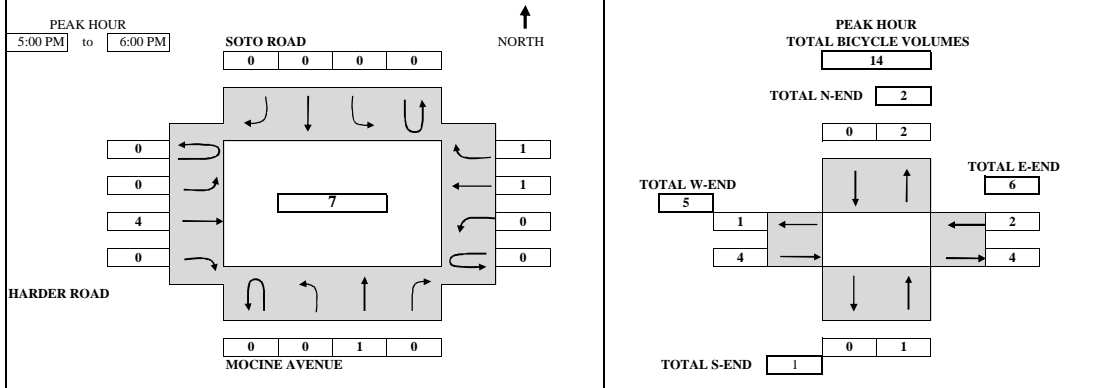 PEAK HOUR
5:00 PM to 6:00 PM
SOTO ROAD
NORTH
0 0 0 0
0 1
0 1
7
4 0
0 0
HARDER ROAD
0 0 1 0
MOCINE AVENUE
PEAK HOUR
TOTAL BICYCLE VOLUMES
14
TOTAL N-END 2
0 2
TOTAL E-END
6
TOTAL W-END
5
1 2
4 4
0 1
TOTAL S-END 1